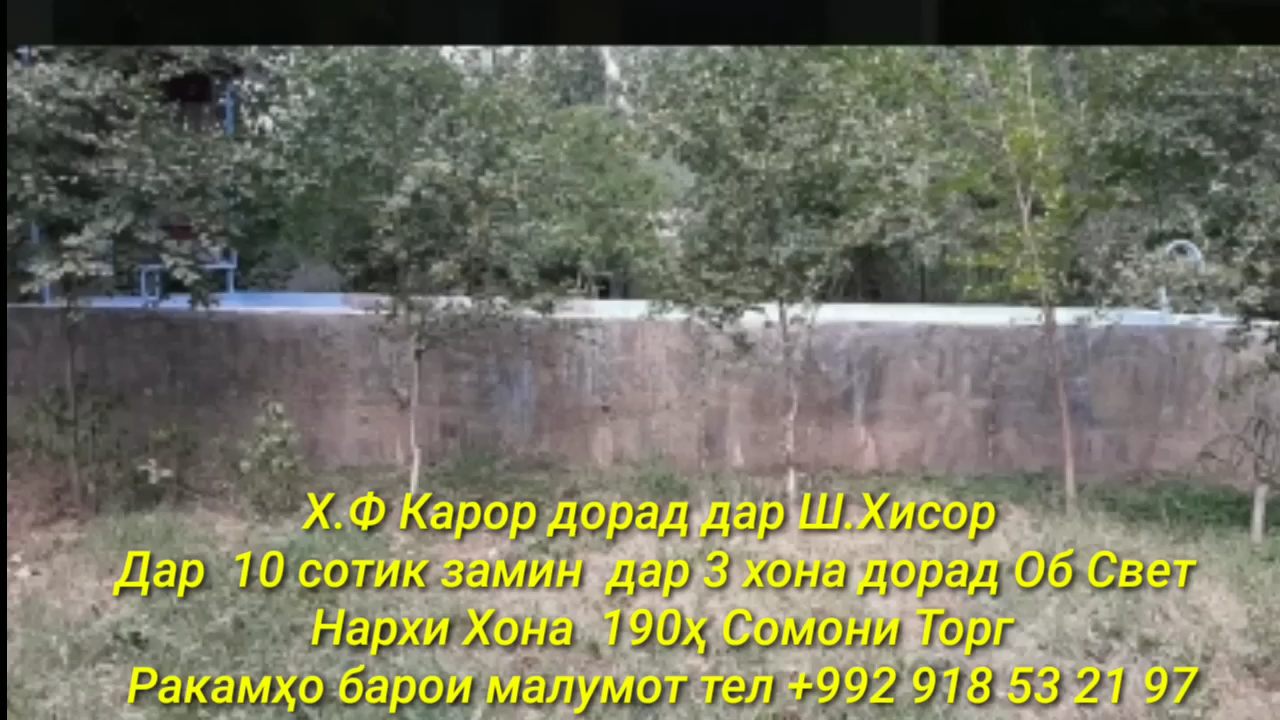 Х.Ф Карор дорад дар Ш.Хисор
Дар 10 сотик замин дар 3 хона дорад Об Свет
Нархи Хона 190ҳ Сомони Торг
Ракамҳо барои малумот тел +992 918 53 21 97